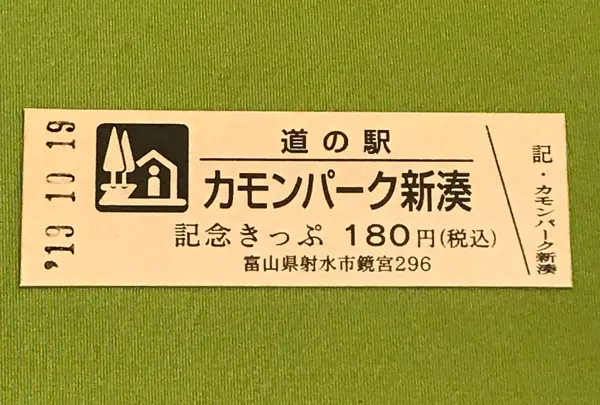 '19.10.19
道の駅
カモンパーク新湊
記念きっぷ 180円(税込)
富山県射水市鏡宮296
記・カモンパーク新湊